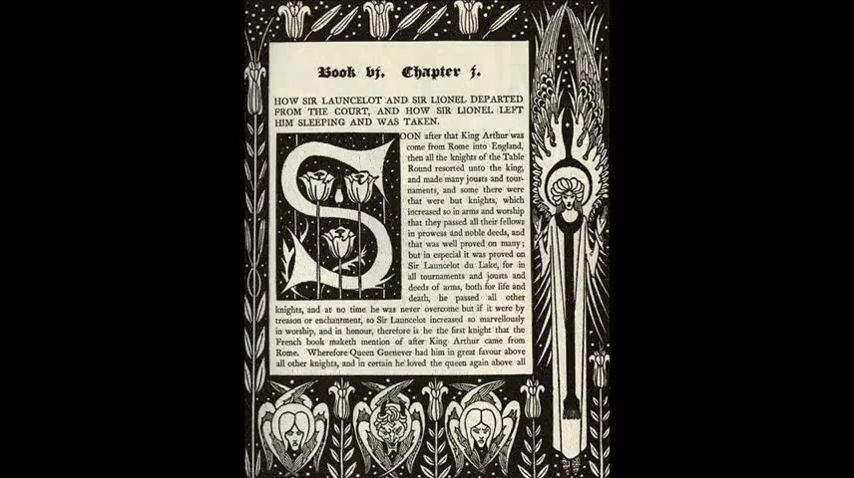 Book vj. Chapter j.
HOW SIR LAUNCELOT AND SIR LIONEL DEPARTED
FROM THE COURT, AND HOW SIR LIONEL LEFT
HIM SLEEPING AND WAS TAKEN.
SOON after that King Arthur was
come from Rome into England,
then all the knights of the Table
Round resorted unto the king,
and made many jousts and tour-
naments, and some there were
that were but knights, which
increased so in arms and worship
that they passed all their fellows
in prowess and noble deeds, and
that was well proved on many;
but in especial it was proved on
Sir Launcelot du Lake, for in
all tournaments and jousts and
deeds of arms, both for life and
death, he passed all other
knights, and at no time he was never overcome but if it were by
treason or enchantment, so Sir Launcelot increased so marvellously
in worship, and in honour, therefore is he the first knight that the
French book maketh mention of after King Arthur came from
Rome. Wherefore Queen Guenever had him in great favour above
all other knights, and in certain he loved the queen again above all